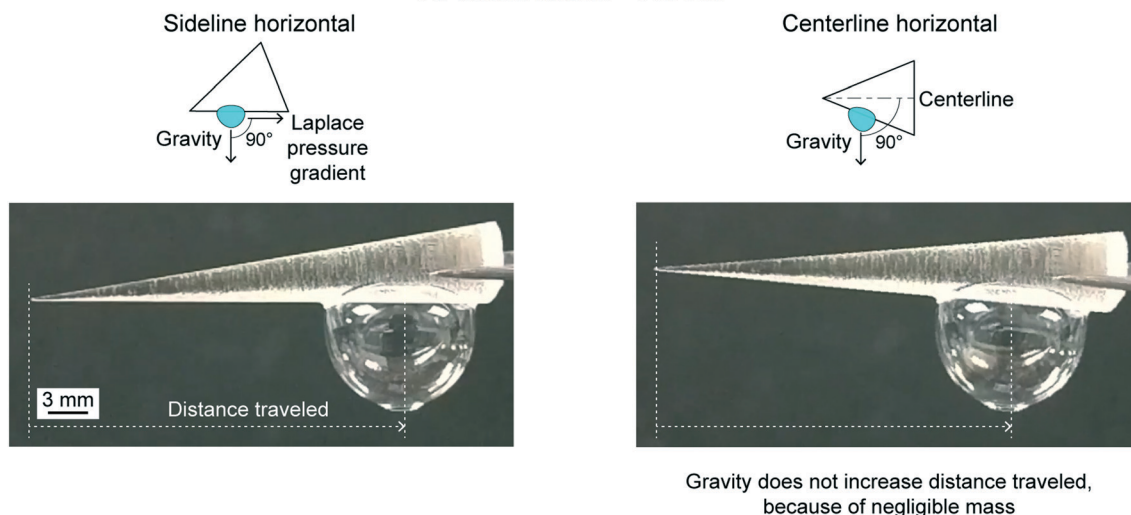 Sideline horizontal
Gravity
90°
Laplace
pressure
gradient
3 mm
Distance traveled
Centerline horizontal
Centerline
Gravity
90°
Gravity does not increase distance traveled,
because of negligible mass